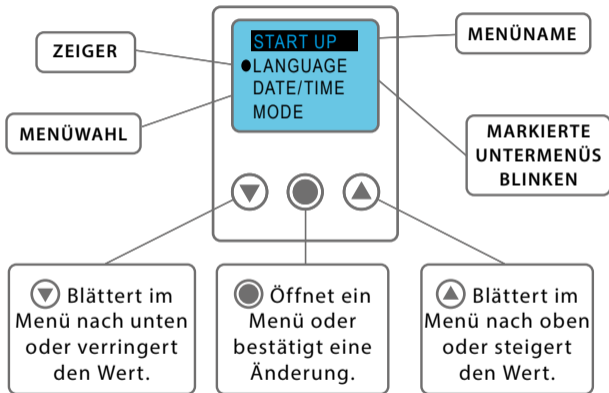 ZEIGER
MENÜWAHL
START UP
●LANGUAGE
DATE/TIME
MODE
MENÜNAME
MARKIERTE
UNTERMENÜS
BLINKEN
Blättert im
Menü nach unten
oder verringert
den Wert.
Öffnet ein
Menü oder
bestätigt eine
Änderung.
Blättert im
Menü nach oben
oder steigert
den Wert.